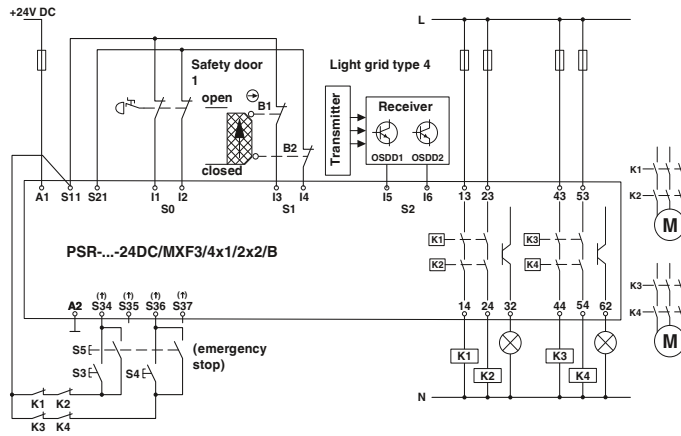 +24V DC
L
Safety door
1
Light grid type 4
open
B1
Transmitter
Receiver
OSDD1 OSDD2
B2
closed
K1
K2
M
A1 S11 S21 I1 I2 I3 I4 I5 I6 13 23 43 53
S0 S1 S2
PSR-...-24DC/MXF3/4x1/2x2/B
K1 K3
K2 K4
K3
K4
M
(↑) (↑) (↑) (↑)
A2 S34 S35 S36 S37 14 24 32 44 54 62
S5
(emergency
stop)
S3 S4
K1 K3
K2 K4
K1 K2
K3 K4
N